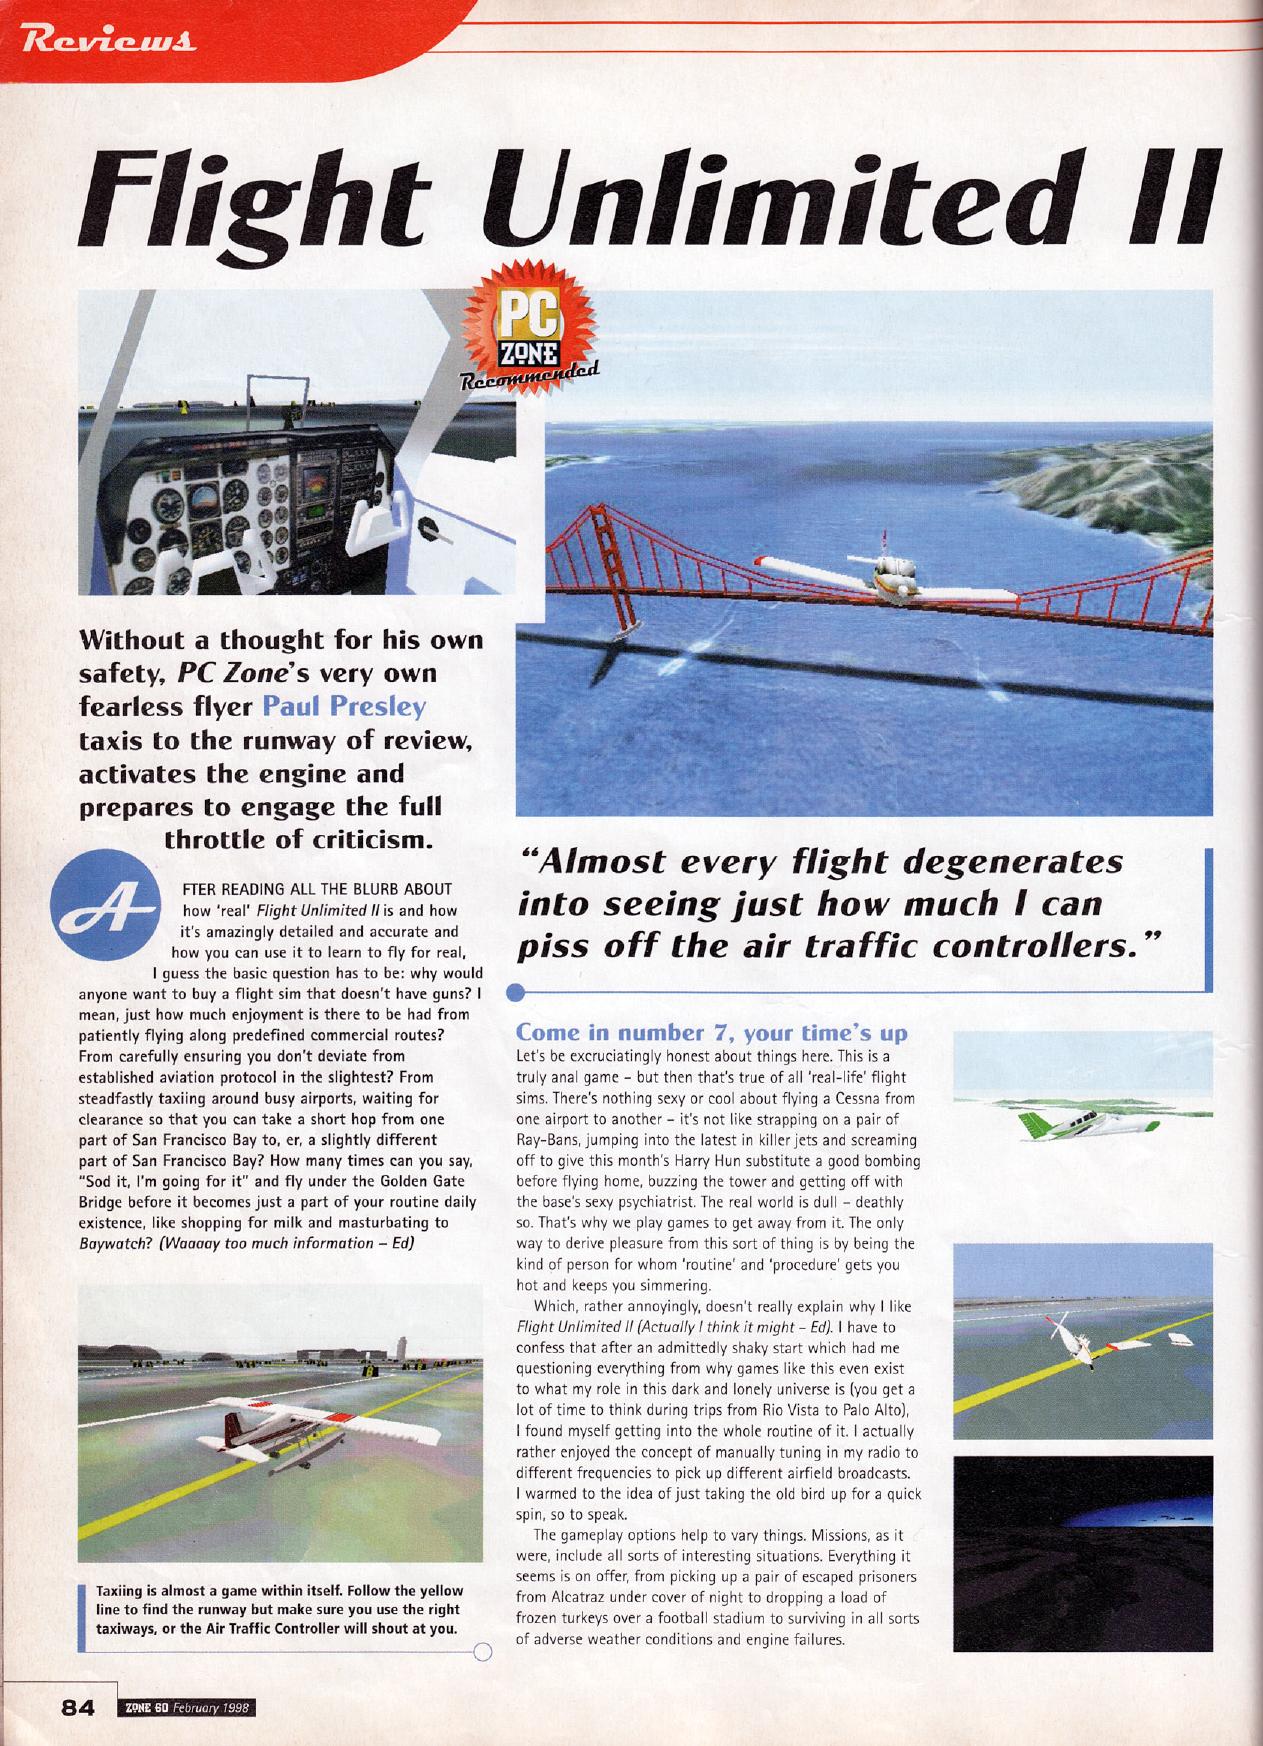 Reviews
Flight Unlimited II
PC
ZONE
Recommended
Without a thought for his own
safety, PC Zone's very own
fearless flyer Paul Presley
taxis to the runway of review,
activates the engine and
prepares to engage the full
throttle of criticism.
AFTER READING ALL THE BLURB ABOUT
how 'real' Flight Unlimited II is and how
it's amazingly detailed and accurate and
how you can use it to learn to fly for real,
I guess the basic question has to be: why would
anyone want to buy a flight sim that doesn't have guns? I
mean, just how much enjoyment is there to be had from
patiently flying along predefined commercial routes?
From carefully ensuring you don't deviate from
established aviation protocol in the slightest? From
steadfastly taxiing around busy airports, waiting for
clearance so that you can take a short hop from one
part of San Francisco Bay to, er, a slightly different
part of San Francisco Bay? How many times can you say,
"Sod it, I'm going for it" and fly under the Golden Gate
Bridge before it becomes just a part of your routine daily
existence, like shopping for milk and masturbating to
Baywatch? (Waaaay too much information – Ed)
Taxiing is almost a game within itself. Follow the yellow
line to find the runway but make sure you use the right
taxiways, or the Air Traffic Controller will shout at you.
"Almost every flight degenerates
into seeing just how much I can
piss off the air traffic controllers."
Come in number 7, your time's up
Let's be excruciatingly honest about things here. This is a
truly anal game – but then that's true of all 'real-life' flight
sims. There's nothing sexy or cool about flying a Cessna from
one airport to another – it's not like strapping on a pair of
Ray-Bans, jumping into the latest in killer jets and screaming
off to give this month's Harry Hun substitute a good bombing
before flying home, buzzing the tower and getting off with
the base's sexy psychiatrist. The real world is dull – deathly
so. That's why we play games to get away from it. The only
way to derive pleasure from this sort of thing is by being the
kind of person for whom 'routine' and 'procedure' gets you
hot and keeps you simmering.
Which, rather annoyingly, doesn't really explain why I like
Flight Unlimited II (Actually I think it might – Ed). I have to
confess that after an admittedly shaky start which had me
questioning everything from why games like this even exist
to what my role in this dark and lonely universe is (you get a
lot of time to think during trips from Rio Vista to Palo Alto),
I found myself getting into the whole routine of it. I actually
rather enjoyed the concept of manually tuning in my radio to
different frequencies to pick up different airfield broadcasts.
I warmed to the idea of just taking the old bird up for a quick
spin, so to speak.
The gameplay options help to vary things. Missions, as it
were, include all sorts of interesting situations. Everything it
seems is on offer, from picking up a pair of escaped prisoners
from Alcatraz under cover of night to dropping a load of
frozen turkeys over a football stadium to surviving in all sorts
of adverse weather conditions and engine failures.
84 ZONE 60 February 1998